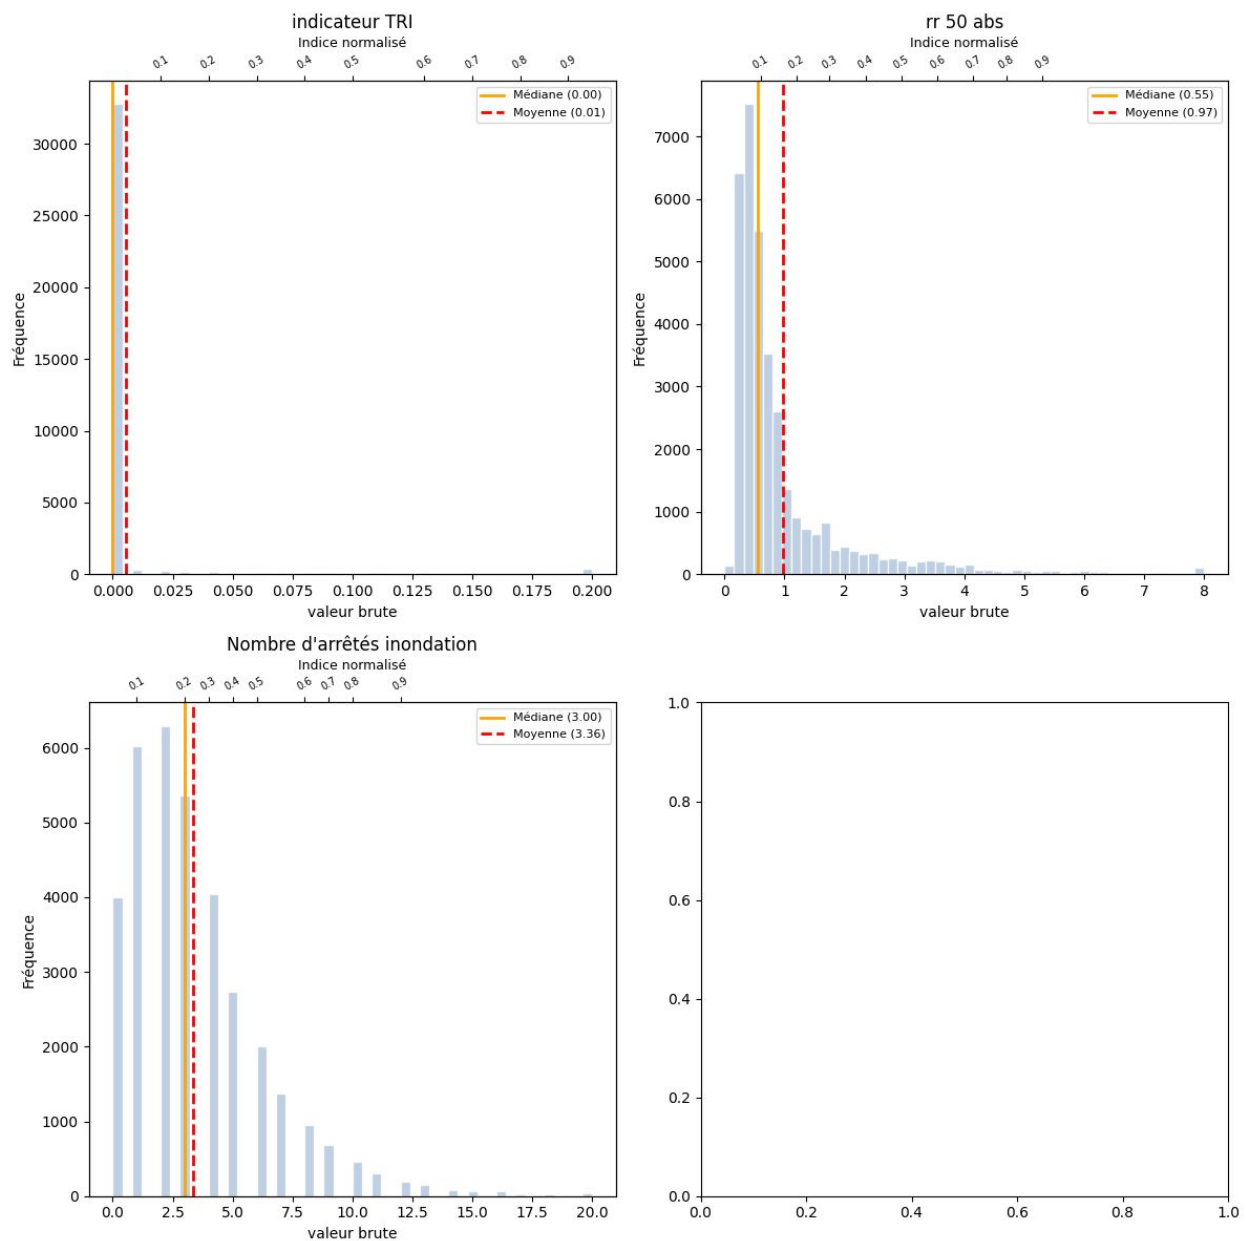 indicateur TRI
Indice normalisé
0.1 0.2 0.3 0.4 0.5 0.6 0.7 0.8 0.9
Médiane (0.00)
Moyenne (0.01)
30000
25000
20000
15000
10000
5000
0
Fréquence
0.000 0.025 0.050 0.075 0.100 0.125 0.150 0.175 0.200
valeur brute
rr 50 abs
Indice normalisé
0.1 0.2 0.3 0.4 0.5 0.6 0.7 0.8 0.9
Médiane (0.55)
Moyenne (0.97)
7000
6000
5000
4000
3000
2000
1000
0
Fréquence
0 1 2 3 4 5 6 7 8
valeur brute
Nombre d'arrêtés inondation
Indice normalisé
0.1 0.2 0.3 0.4 0.5 0.6 0.7 0.8 0.9
Médiane (3.00)
Moyenne (3.36)
6000
5000
4000
3000
2000
1000
0
Fréquence
0.0 2.5 5.0 7.5 10.0 12.5 15.0 17.5 20.0
valeur brute
1.0
0.8
0.6
0.4
0.2
0.0
0.0 0.2 0.4 0.6 0.8 1.0